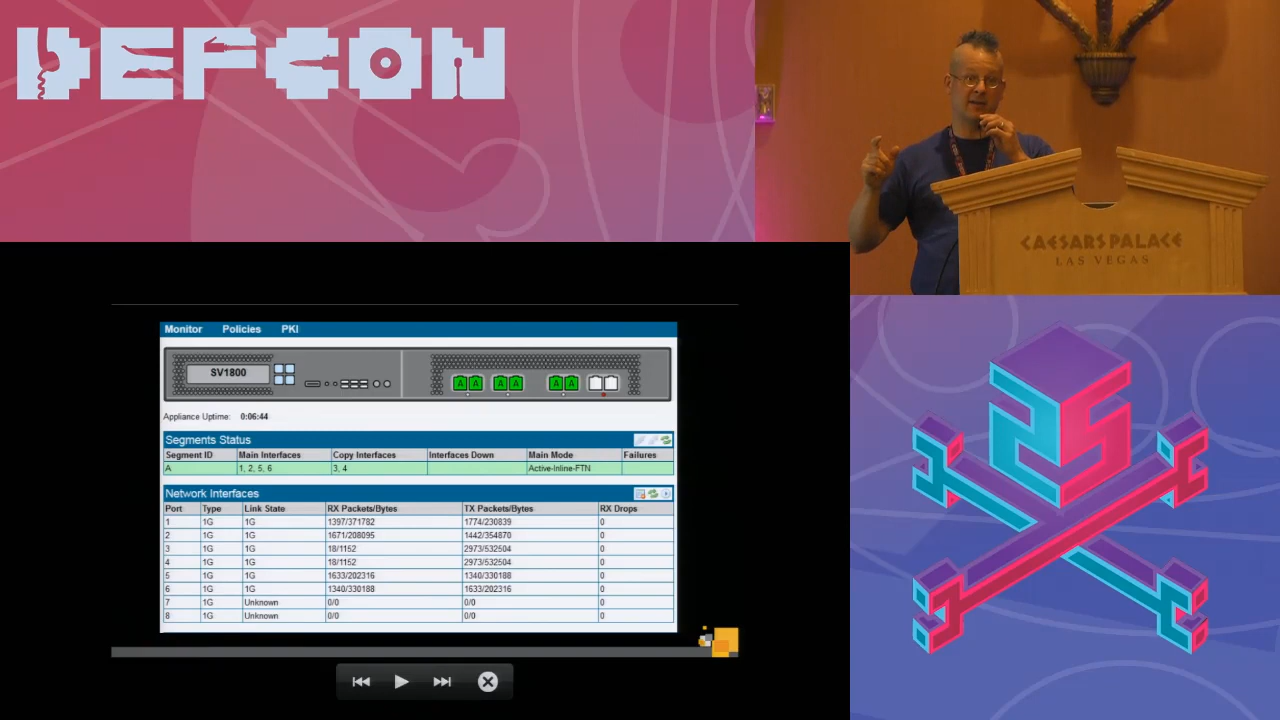 DEFCON
CAESARS PALACE
LAS VEGAS
Monitor Policies PKI
SV1800
A A A A A A
Appliance Uptime: 0:06:44
Segments Status
Segment ID Main Interfaces Copy Interfaces Interfaces Down Main Mode Failures
A 1, 2, 5, 6 3, 4 Active-Inline-FTN
Network Interfaces
Port Type Link State RX Packets/Bytes TX Packets/Bytes RX Drops
1 1G 1G 1397/371782 1774/230839 0
2 1G 1G 1671/208095 1442/354870 0
3 1G 1G 18/1152 2973/532504 0
4 1G 1G 18/1152 2973/532504 0
5 1G 1G 1633/202316 1340/330188 0
6 1G 1G 1340/330188 1633/202316 0
7 1G Unknown 0/0 0/0 0
8 1G Unknown 0/0 0/0 0
25